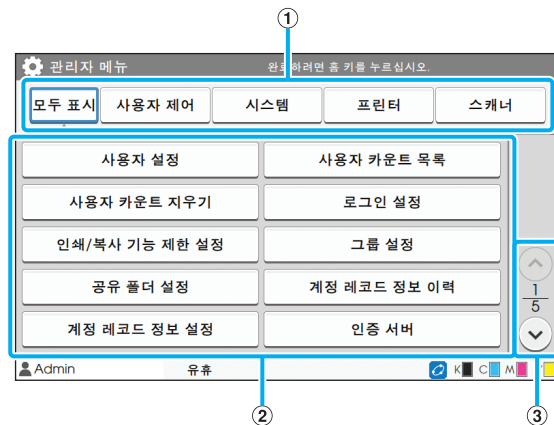 ①
관리자 메뉴 완료하려면 홈 키를 누르십시오.
모두 표시 사용자 제어 시스템 프린터 스캐너
사용자 설정 사용자 카운트 목록
사용자 카운트 지우기 로그인 설정
인쇄/복사 기능 제한 설정 그룹 설정
공유 폴더 설정 계정 레코드 정보 이력
1
5
계정 레코드 정보 설정 인증 서버
Admin 유휴 K C M
② ③